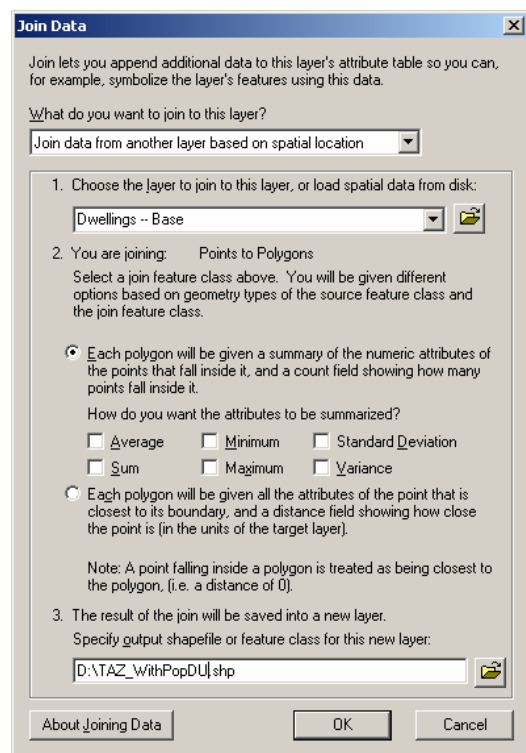 Join Data
Join lets you append additional data to this layer's attribute table so you can,
for example, symbolize the layer's features using this data.
What do you want to join to this layer?
Join data from another layer based on spatial location
1. Choose the layer to join to this layer, or load spatial data from disk:
Dwellings -- Base
2. You are joining: Points to Polygons
Select a join feature class above. You will be given different
options based on geometry types of the source feature class and
the join feature class.
Each polygon will be given a summary of the numeric attributes of
the points that fall inside it, and a count field showing how many
points fall inside it.
How do you want the attributes to be summarized?
Average Minimum Standard Deviation
Sum Maximum Variance
Each polygon will be given all the attributes of the point that is
closest to its boundary, and a distance field showing how close
the point is (in the units of the target layer).
Note: A point falling inside a polygon is treated as being closest to
the polygon, (i.e. a distance of 0).
3. The result of the join will be saved into a new layer.
Specify output shapefile or feature class for this new layer:
D:\TAZ_WithPopDU.shp
About Joining Data OK Cancel